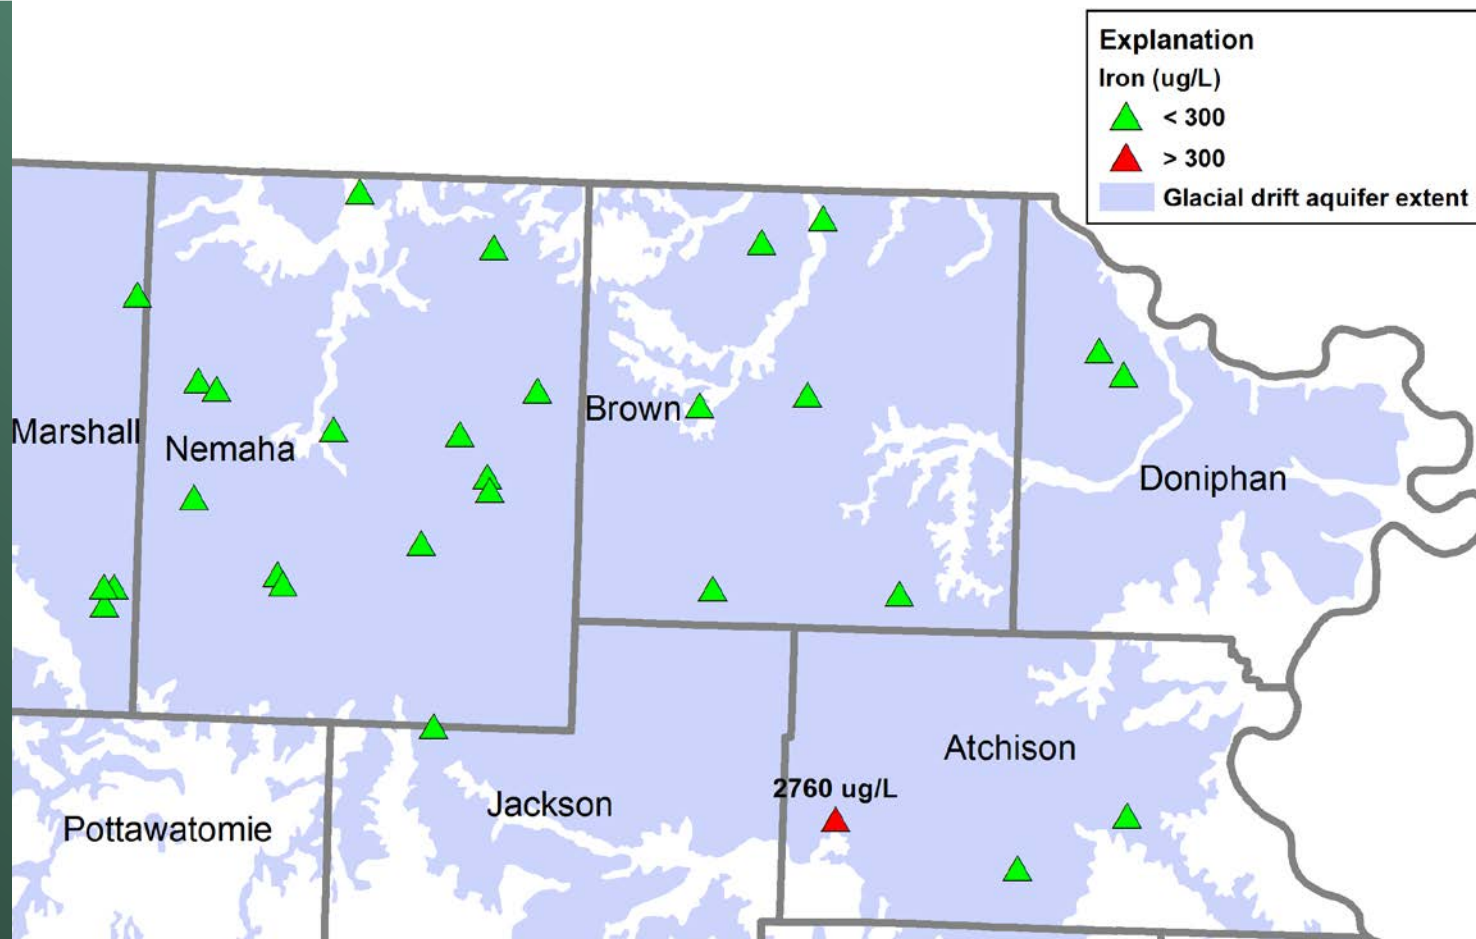 Explanation
Iron (ug/L)
< 300
> 300
Glacial drift aquifer extent
Marshall
Nemaha
Brown
Doniphan
Atchison
2760 ug/L
Jackson
Pottawatomie